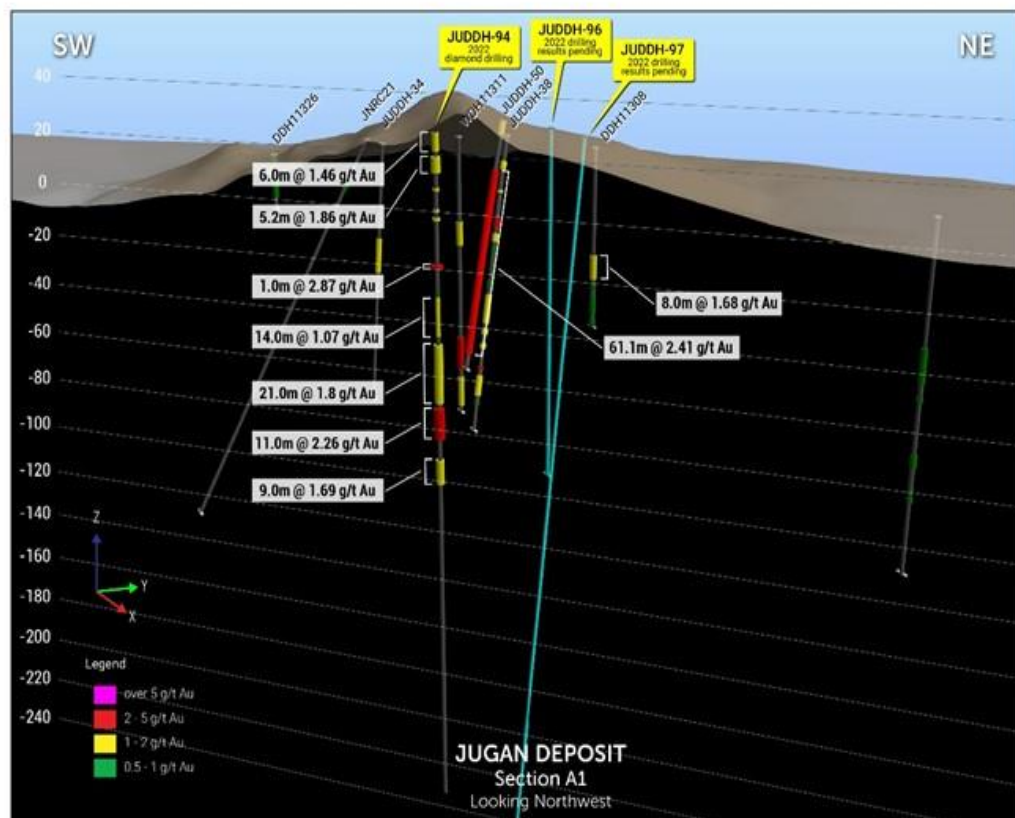 SW
NE
JUDDH-94
2022
diamond drilling
JUDDH-96
2022 drilling
results pending
JUDDH-97
2022 drilling
results pending
DDH11326
JNRC21
JUDDH-34
JUDDH-50
JUDDH-38
DDH11308
40
20
0
-20
-40
-60
-80
-100
-120
-140
-160
-180
-200
-220
-240
6.0m @ 1.46 g/t Au
5.2m @ 1.86 g/t Au
1.0m @ 2.87 g/t Au
14.0m @ 1.07 g/t Au
21.0m @ 1.8 g/t Au
11.0m @ 2.26 g/t Au
9.0m @ 1.69 g/t Au
8.0m @ 1.68 g/t Au
61.1m @ 2.41 g/t Au
Z
Y
X
Legend
over 5 g/t Au
2 - 5 g/t Au
1 - 2 g/t Au
0.5 - 1 g/t Au
JUGAN DEPOSIT
Section A1
Looking Northwest